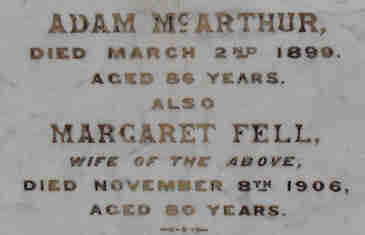 ADAM McARTHUR,
DIED MARCH 2ND 1899.
AGED 86 YEARS.
ALSO
MARGARET FELL,
WIFE OF THE ABOVE,
DIED NOVEMBER 8TH 1906,
AGED 80 YEARS.